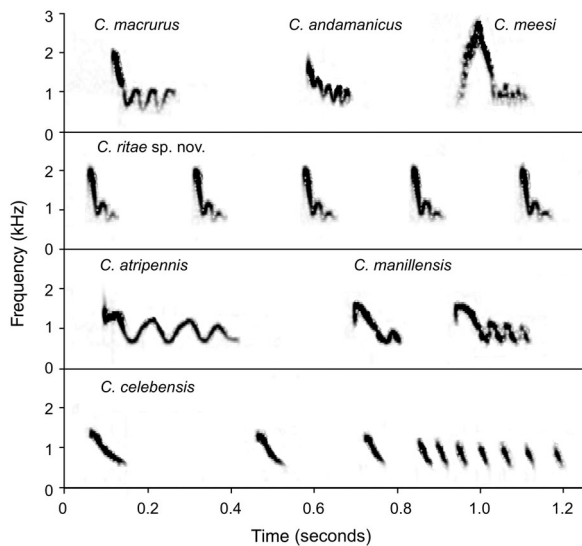 3
C. macrurus
C. andamanicus
C. meesi
2
1
0
C. ritae sp. nov.
2
1
0
C. atripennis
C. manillensis
2
1
0
C. celebensis
2
1
0
0
0.2
0.4
0.6
0.8
1.0
1.2
Frequency (kHz)
Time (seconds)